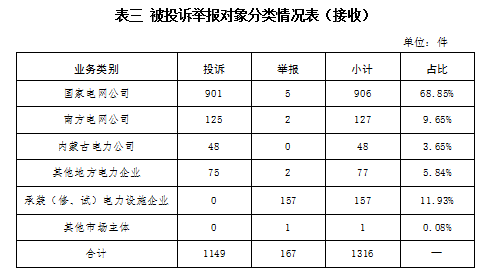 表三 被投诉举报对象分类情况表（接收）
单位：件
业务类别 投诉 举报 小计 占比
国家电网公司 901 5 906 68.85%
南方电网公司 125 2 127 9.65%
内蒙古电力公司 48 0 48 3.65%
其他地方电力企业 75 2 77 5.84%
承装（修、试）电力设施企业 0 157 157 11.93%
其他市场主体 0 1 1 0.08%
合计 1149 167 1316 —